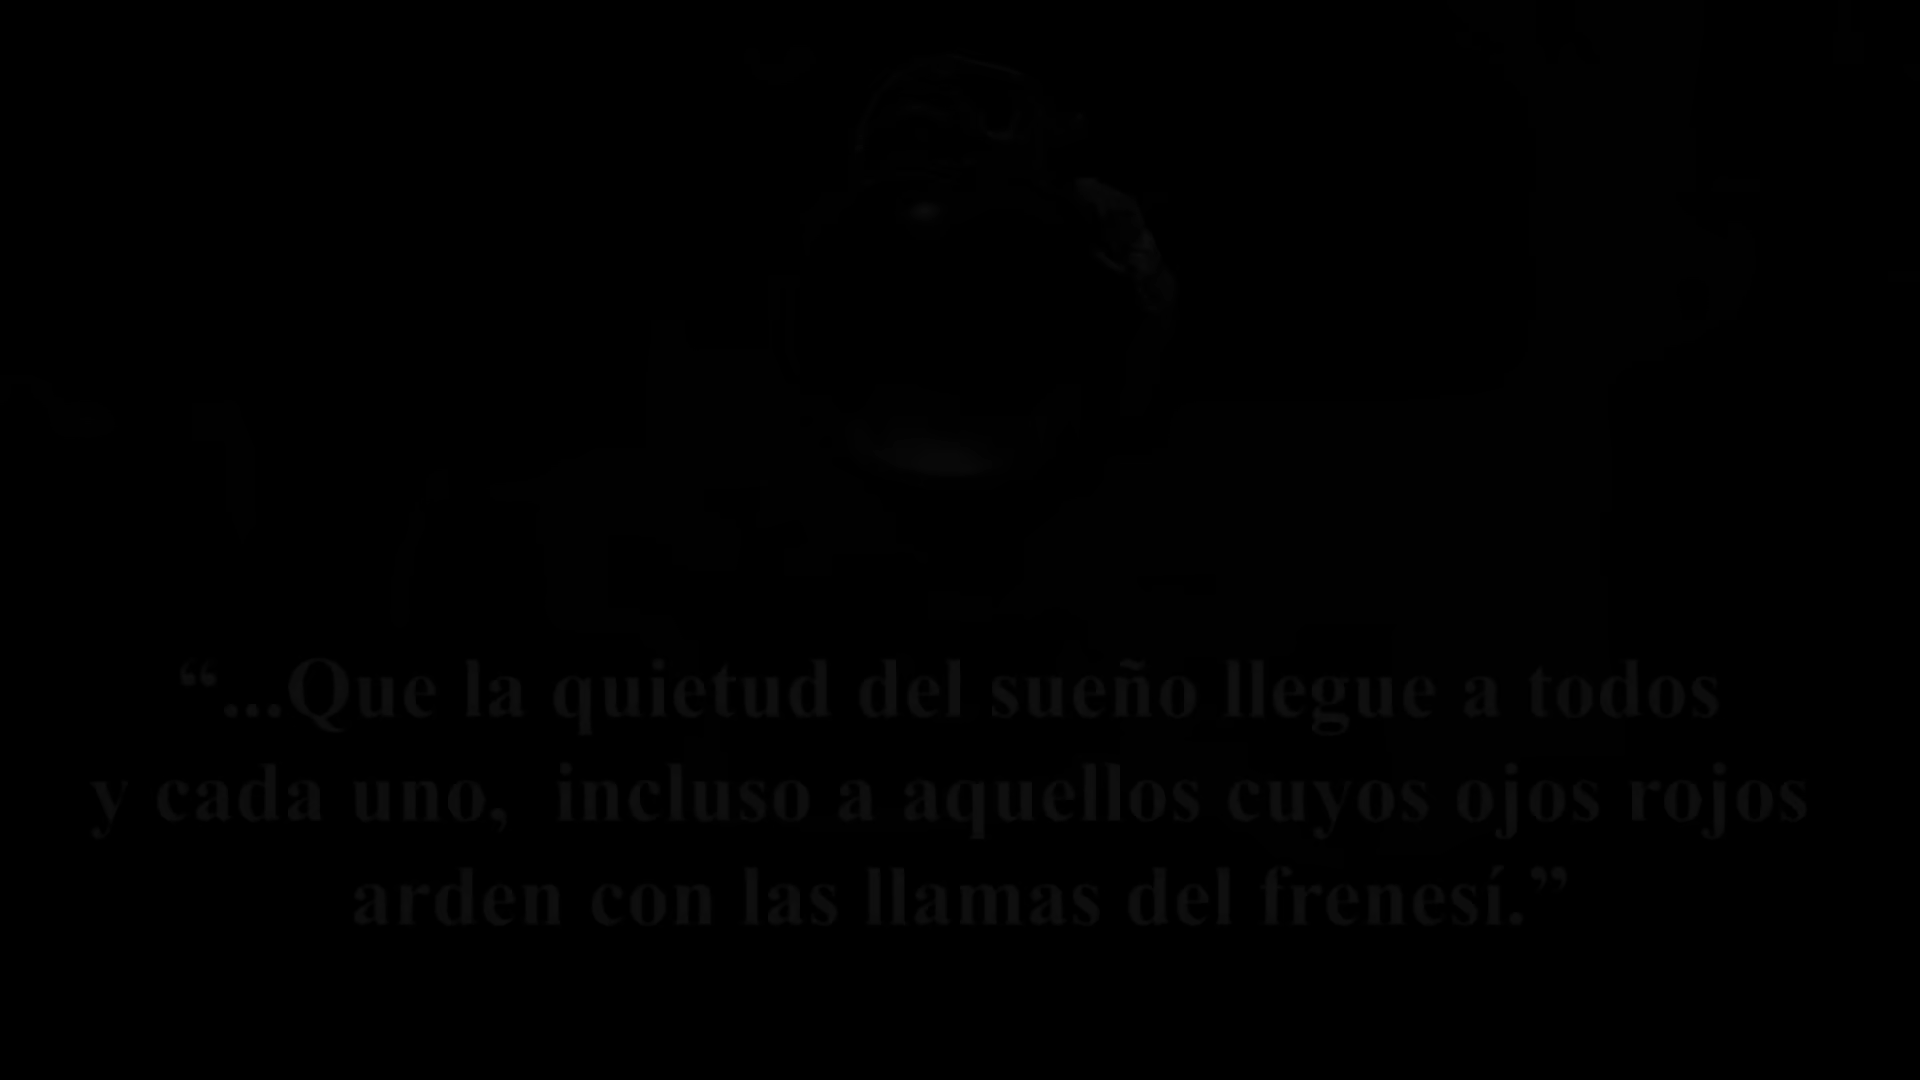 “...Que la quietud del sueño llegue a todos
y cada uno,  incluso a aquellos cuyos ojos rojos
arden con las llamas del frenesí.”